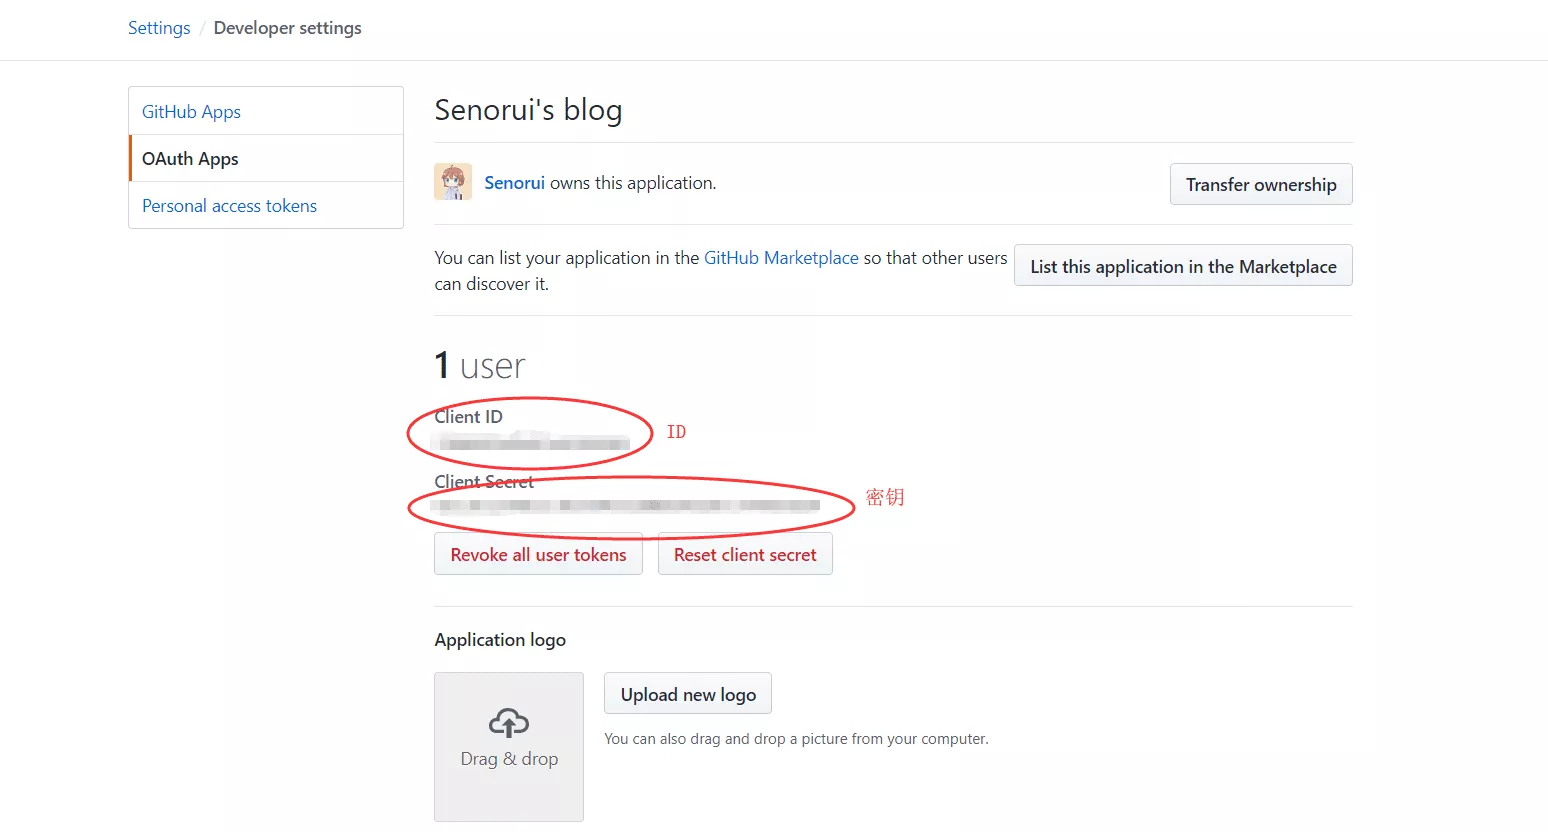 Settings / Developer settings
GitHub Apps
OAuth Apps
Personal access tokens
Senorui's blog
Senorui owns this application.
Transfer ownership
You can list your application in the GitHub Marketplace so that other users
can discover it.
List this application in the Marketplace
1 user
Client ID
ID
Client Secret
密钥
Revoke all user tokens
Reset client secret
Application logo
Drag & drop
Upload new logo
You can also drag and drop a picture from your computer.